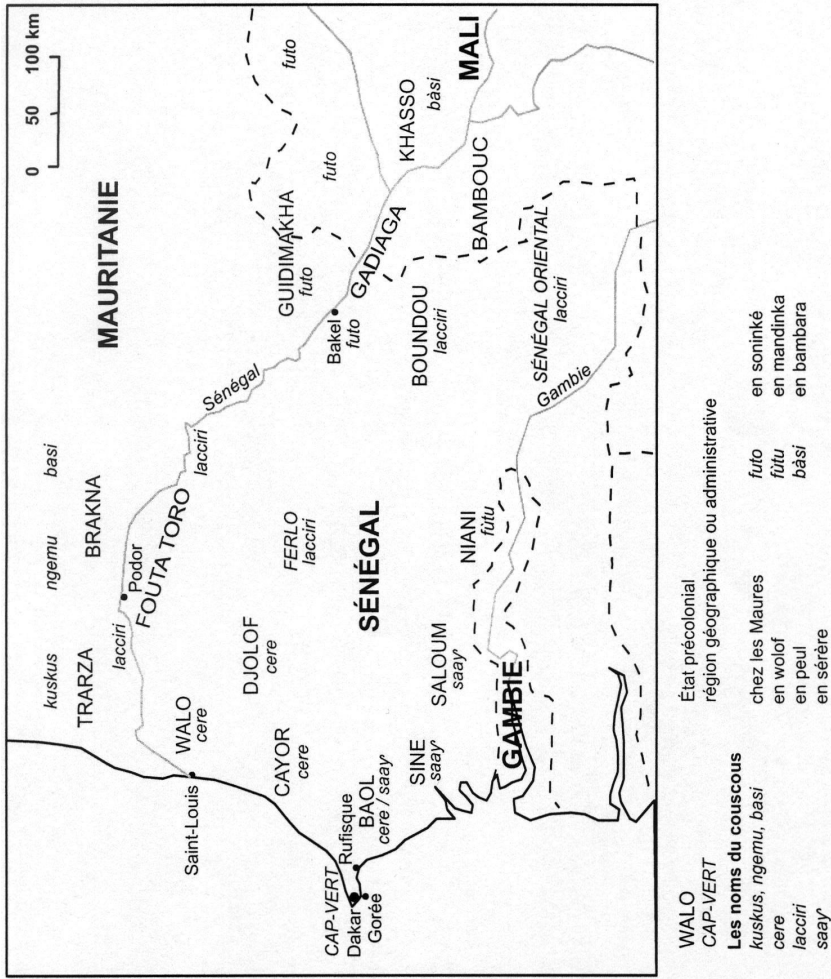 MAURITANIE
0 50 100 km
kuskus ngemu basi
TRARZA
BRAKNA
Podor
FOUTA TORO
lacciri
lacciri
Sénégal
futo
futo
GUIDIMAKHA
futo
GADIAGA
Bakel
futo
KHASSO
bàsi
MALI
BAMBOUC
BOUNDOU
lacciri
SÉNÉGAL ORIENTAL
lacciri
Saint-Louis
WALO
cere
DJOLOF
cere
FERLO
lacciri
CAYOR
cere
SÉNÉGAL
CAP-VERT
Dakar
Rufisque
Gorée
BAOL
cere / saay'
SINE
saay'
SALOUM
saay'
NIANI
fùtu
GAMBIE
Gambie
WALO État précolonial
CAP-VERT région géographique ou administrative
Les noms du couscous
kuskus, ngemu, basi chez les Maures futo en soninké
cere en wolof fùtu en mandinka
lacciri en peul bàsi en bambara
saay' en sérère